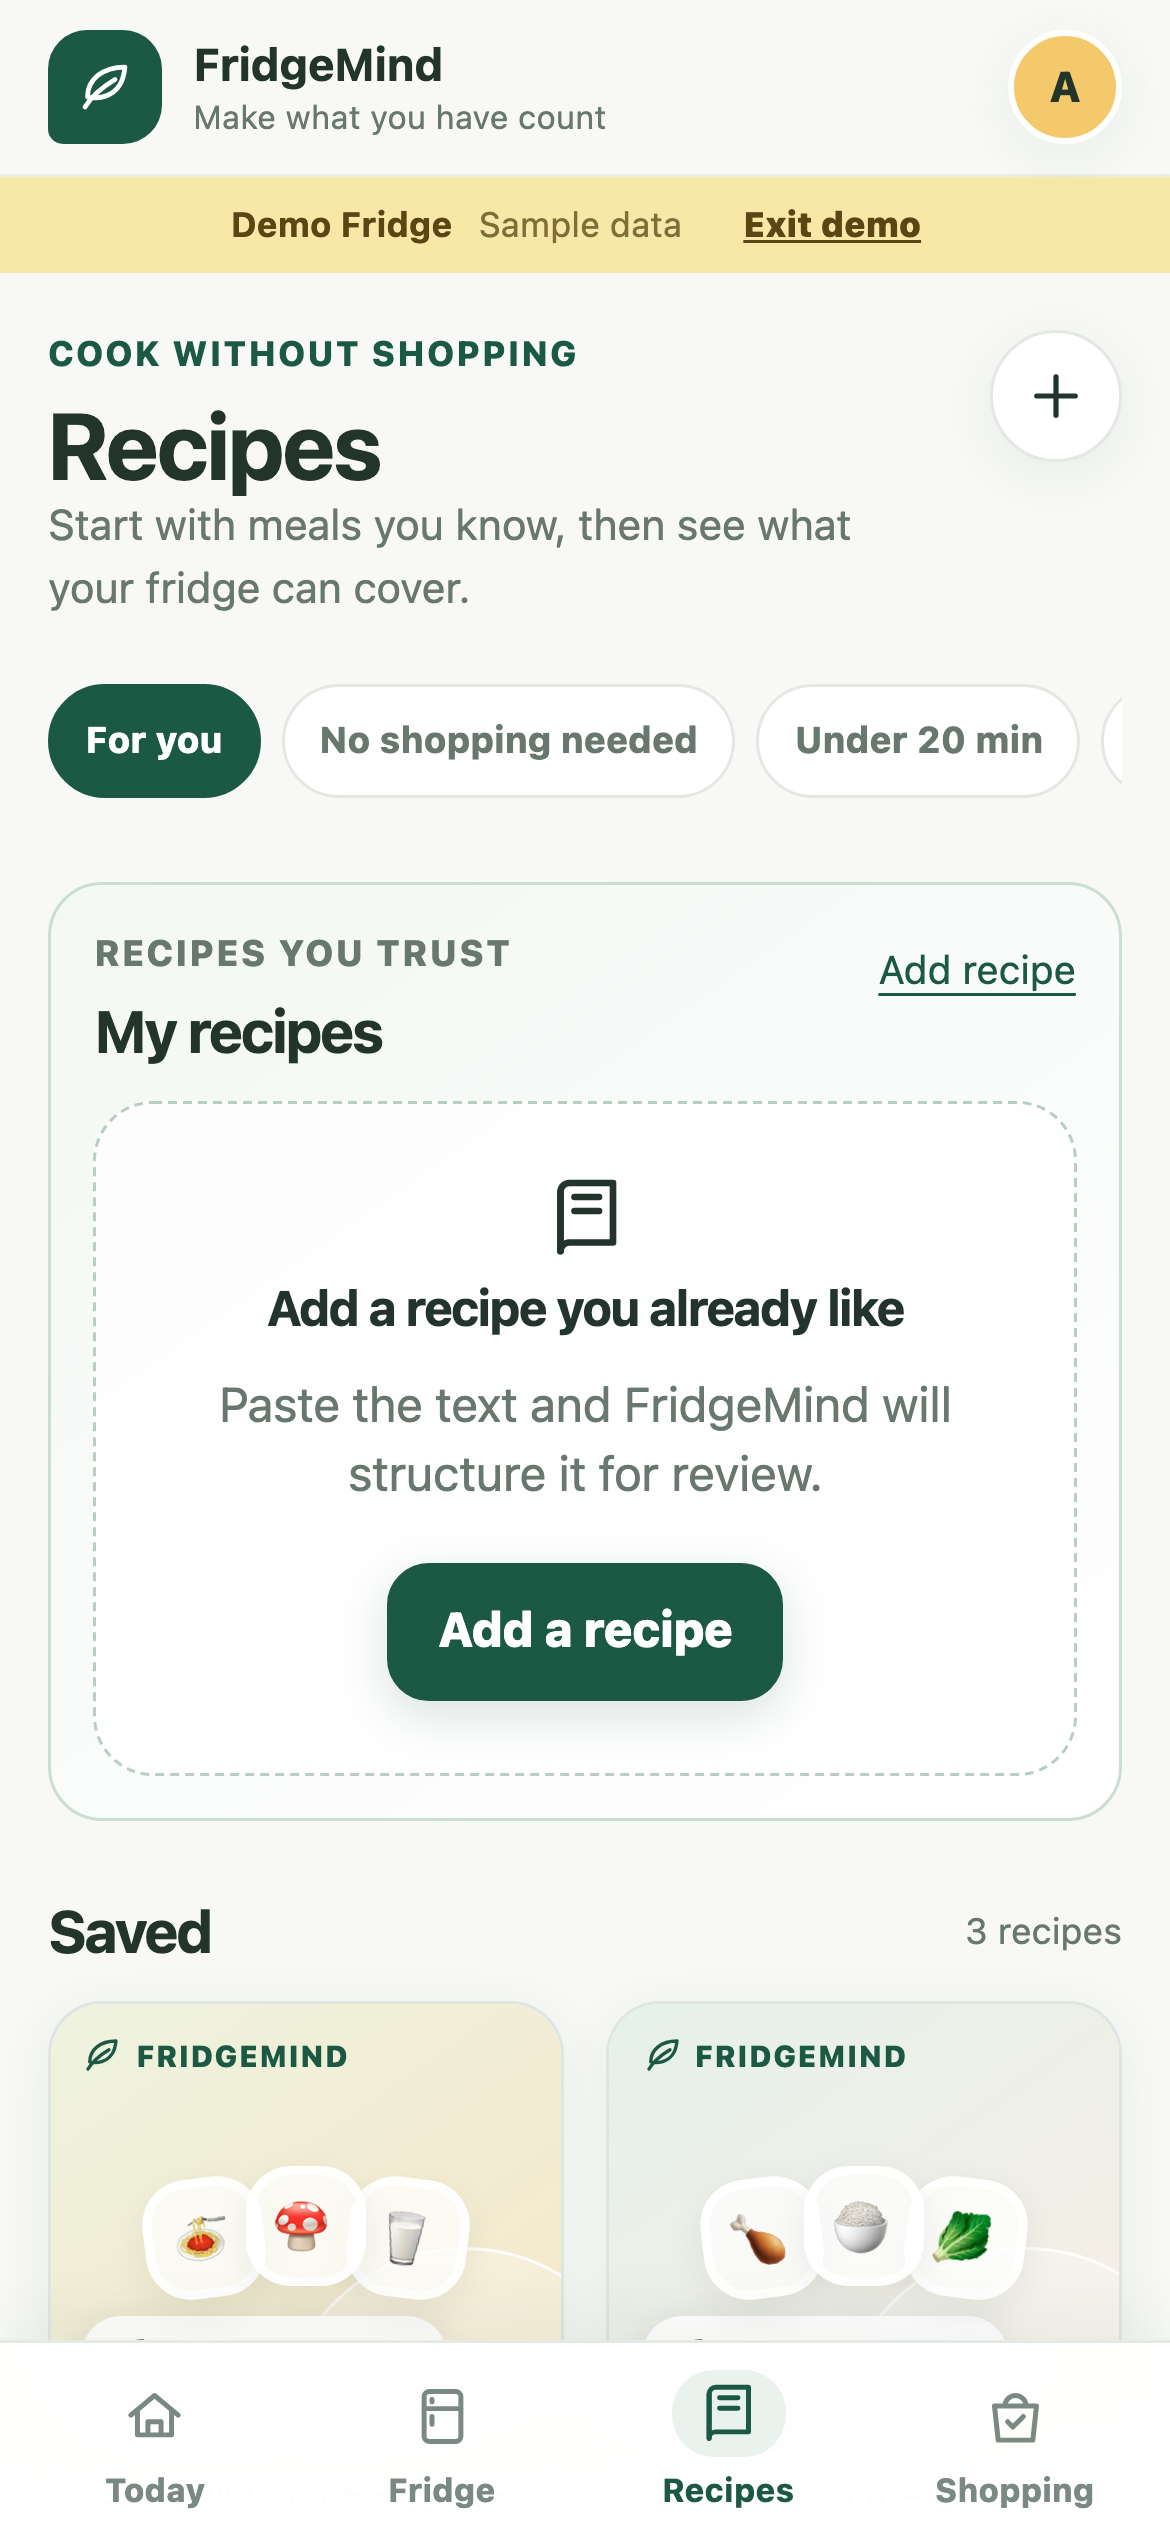 FridgeMind
Make what you have count
A
Demo Fridge Sample data Exit demo
COOK WITHOUT SHOPPING
Recipes
Start with meals you know, then see what
your fridge can cover.
For you No shopping needed Under 20 min
RECIPES YOU TRUST
Add recipe
My recipes
Add a recipe you already like
Paste the text and FridgeMind will
structure it for review.
Add a recipe
Saved 3 recipes
FRIDGEMIND FRIDGEMIND
Today Fridge Recipes Shopping